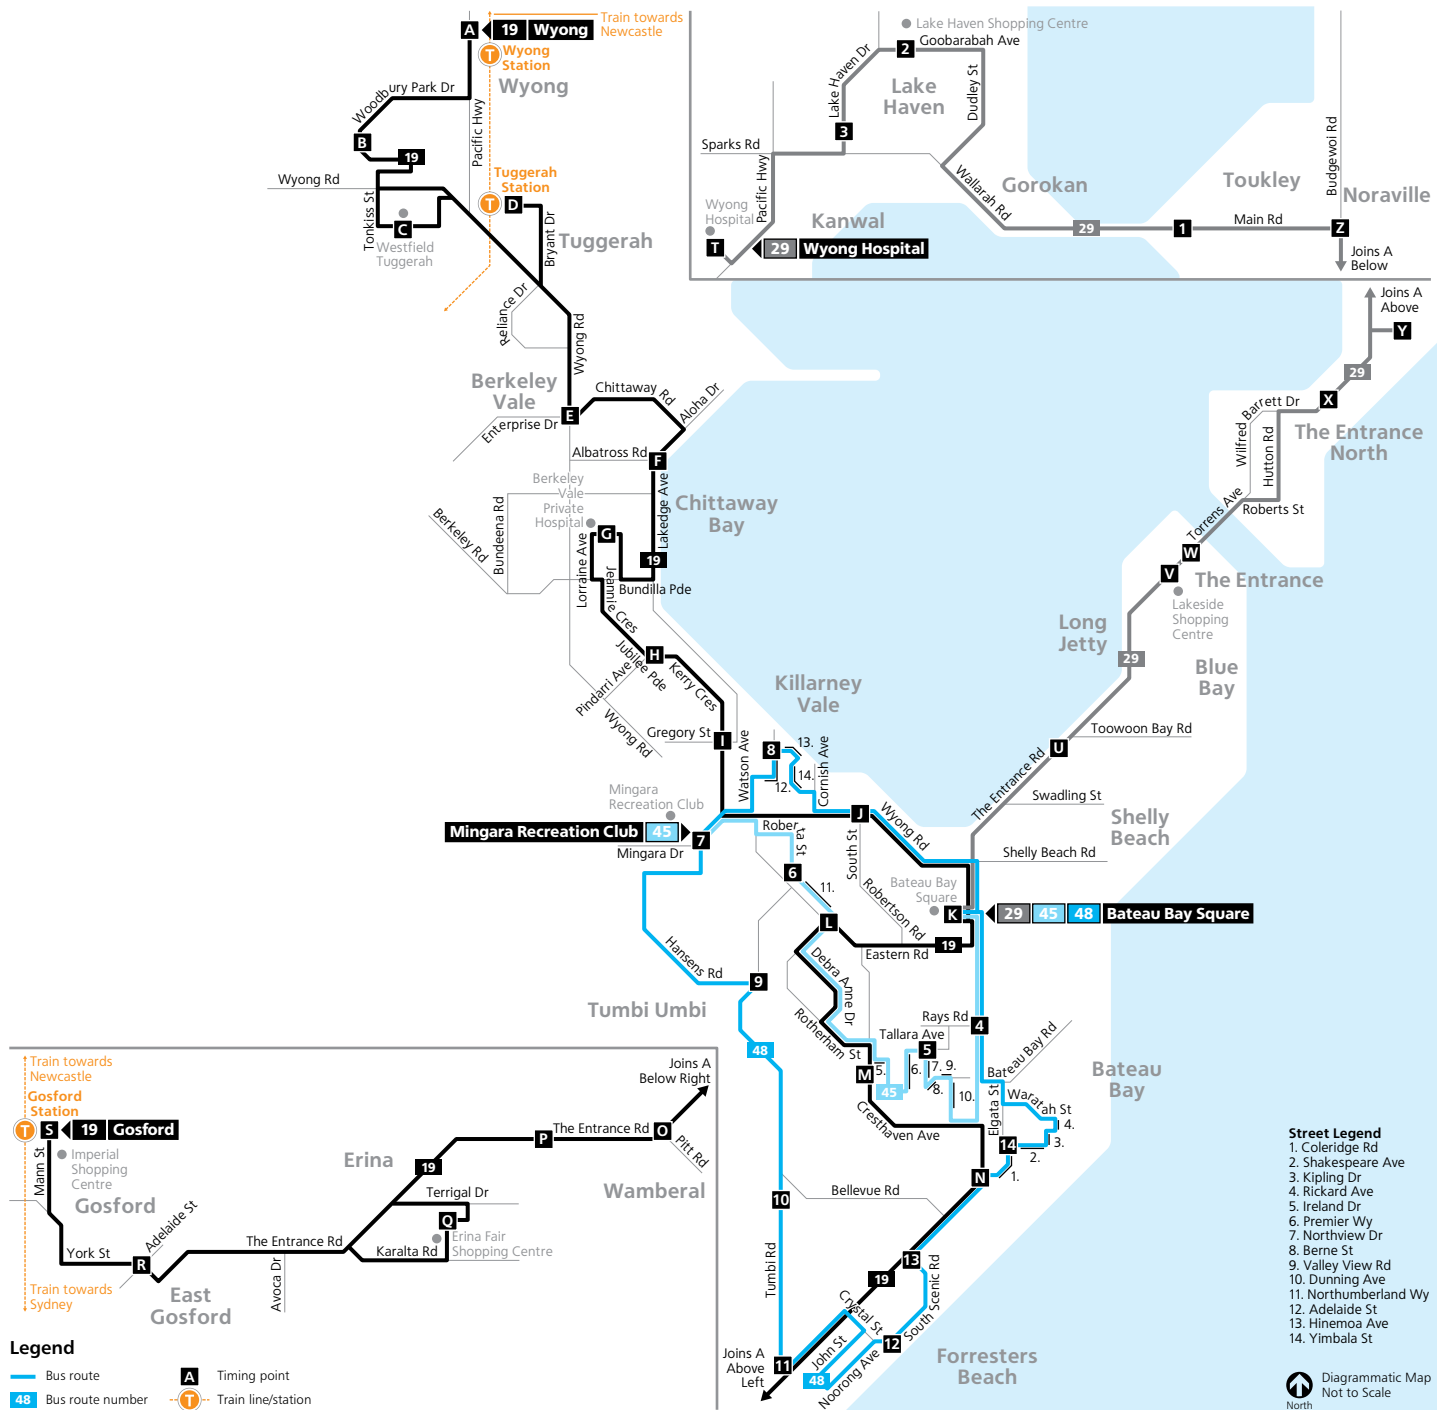 A
19 Wyong
Train towards
Newcastle
T
Wyong
Station
Wyong
Woodbury Park Dr
Pacific Hwy
B
19
Wyong Rd
Tonkiss St
C
Westfield
Tuggerah
Tuggerah
Station
T
D
Bryant Dr
Tuggerah
Reliance Dr
Wyong Rd
Berkeley
Vale
Chittaway Rd
Aloha Dr
E
Enterprise Dr
Albatross Rd
F
Berkeley
Vale
Private
Hospital
Chittaway
Bay
Lakedge Ave
Bundeena Rd
Berkeley Rd
G
19
Lorraine Ave
Jeannie Cres
Bundilla Pde
Jubilee Pde
H
Pindarri Ave
Kerry Cres
Wyong Rd
Gregory St
I
Lake Haven Shopping Centre
2
Goobarabah Ave
Lake Haven Dr
Lake
Haven
Dudley St
3
Sparks Rd
Pacific Hwy
Wallarah Rd
Gorokan
Toukley
Budgewoi Rd
Noraville
Wyong
Hospital
Kanwal
T
29 Wyong Hospital
29
1
Main Rd
Z
Joins A
Below
Joins A
Above
Y
29
X
Wilfred Barrett Dr
The Entrance
North
Hutton Rd
Torrens Ave
Roberts St
W
V
The Entrance
Lakeside
Shopping
Centre
Long
Jetty
29
Blue
Bay
Toowoon Bay Rd
U
The Entrance Rd
Swadling St
Shelly
Beach
Shelly Beach Rd
Killarney
Vale
Watson Ave
8
13.
14.
12.
Cornish Ave
Mingara
Recreation Club
Mingara Recreation Club 45
7
Mingara Dr
Roberta St
J
Wyong Rd
South St
6
11.
Robertson Rd
Bateau Bay
Square
K
29 45 48 Bateau Bay Square
L
Eastern Rd
19
Hansens Rd
9
Tumbi Umbi
Debra Anne Dr
Rotherham St
48
Rays Rd
4
Tallara Ave
5
M
5.
6.
7.
9.
8.
10.
45
Bateau Bay Rd
Bateau
Bay
Elgata St
Waratah St
4.
3.
2.
14
1.
Cresthaven Ave
N
10
Bellevue Rd
Tumbi Rd
13
19
South Scenic Rd
Crystal St
12
John St
11
48
Noorong Ave
Forresters
Beach
Joins A
Above
Left
Train towards
Newcastle
Gosford
Station
T
S
19 Gosford
Imperial
Shopping
Centre
Mann St
Gosford
York St
R
Adelaide St
Train towards
Sydney
East
Gosford
The Entrance Rd
Avoca Dr
Erina
19
Terrigal Dr
Q
Karalta Rd
Erina Fair
Shopping Centre
P
The Entrance Rd
O
Pitt Rd
Wamberal
Joins A
Below Right
Legend
Bus route
48 Bus route number
A Timing point
T Train line/station
Street Legend
1. Coleridge Rd
2. Shakespeare Ave
3. Kipling Dr
4. Rickard Ave
5. Ireland Dr
6. Premier Wy
7. Northview Dr
8. Berne St
9. Valley View Rd
10. Dunning Ave
11. Northumberland Wy
12. Adelaide St
13. Hinemoa Ave
14. Yimbala St
North
Diagrammatic Map
Not to Scale